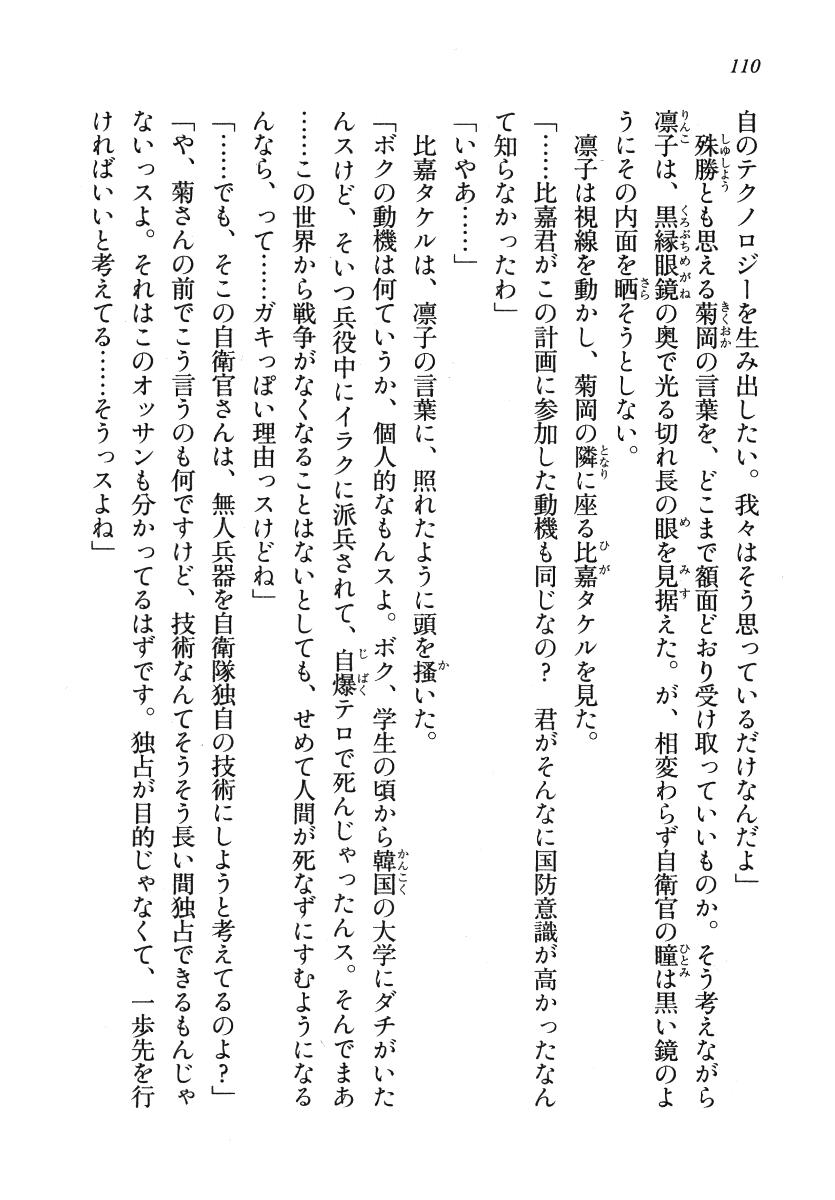 110
自のテクノロジーを生み出したい。我々はそう思っているだけなんだよ」
　殊勝とも思える菊岡の言葉を、どこまで額面どおり受け取っていいものか。そう考えながら
凛子は、黒縁眼鏡の奥で光る切れ長の眼を見据えた。が、相変わらず自衛官の瞳は黒い鏡のよ
うにその内面を晒そうとしない。
　凛子は視線を動かし、菊岡の隣に座る比嘉タケルを見た。
「……比嘉君がこの計画に参加した動機も同じなの？　君がそんなに国防意識が高かったなん
て知らなかったわ」
「いやあ……」
　比嘉タケルは、凛子の言葉に、照れたように頭を掻いた。
「ボクの動機は何ていうか、個人的なもんスよ。ボク、学生の頃から韓国の大学にダチがいた
んスけど、そいつ兵役中にイラクに派兵されて、自爆テロで死んじゃったんス。そんでまあ
……この世界から戦争がなくなることはないとしても、せめて人間が死なずにすむようになる
んなら、って……ガキっぽい理由っスけどね」
「……でも、そこの自衛官さんは、無人兵器を自衛隊独自の技術にしようと考えてるのよ？」
「や、菊さんの前でこう言うのも何ですけど、技術なんてそうそう長い間独占できるもんじゃ
ないっスよ。それはこのオッサンも分かってるはずです。独占が目的じゃなくて、一歩先を行
ければいいと考えてる……そうっスよね」